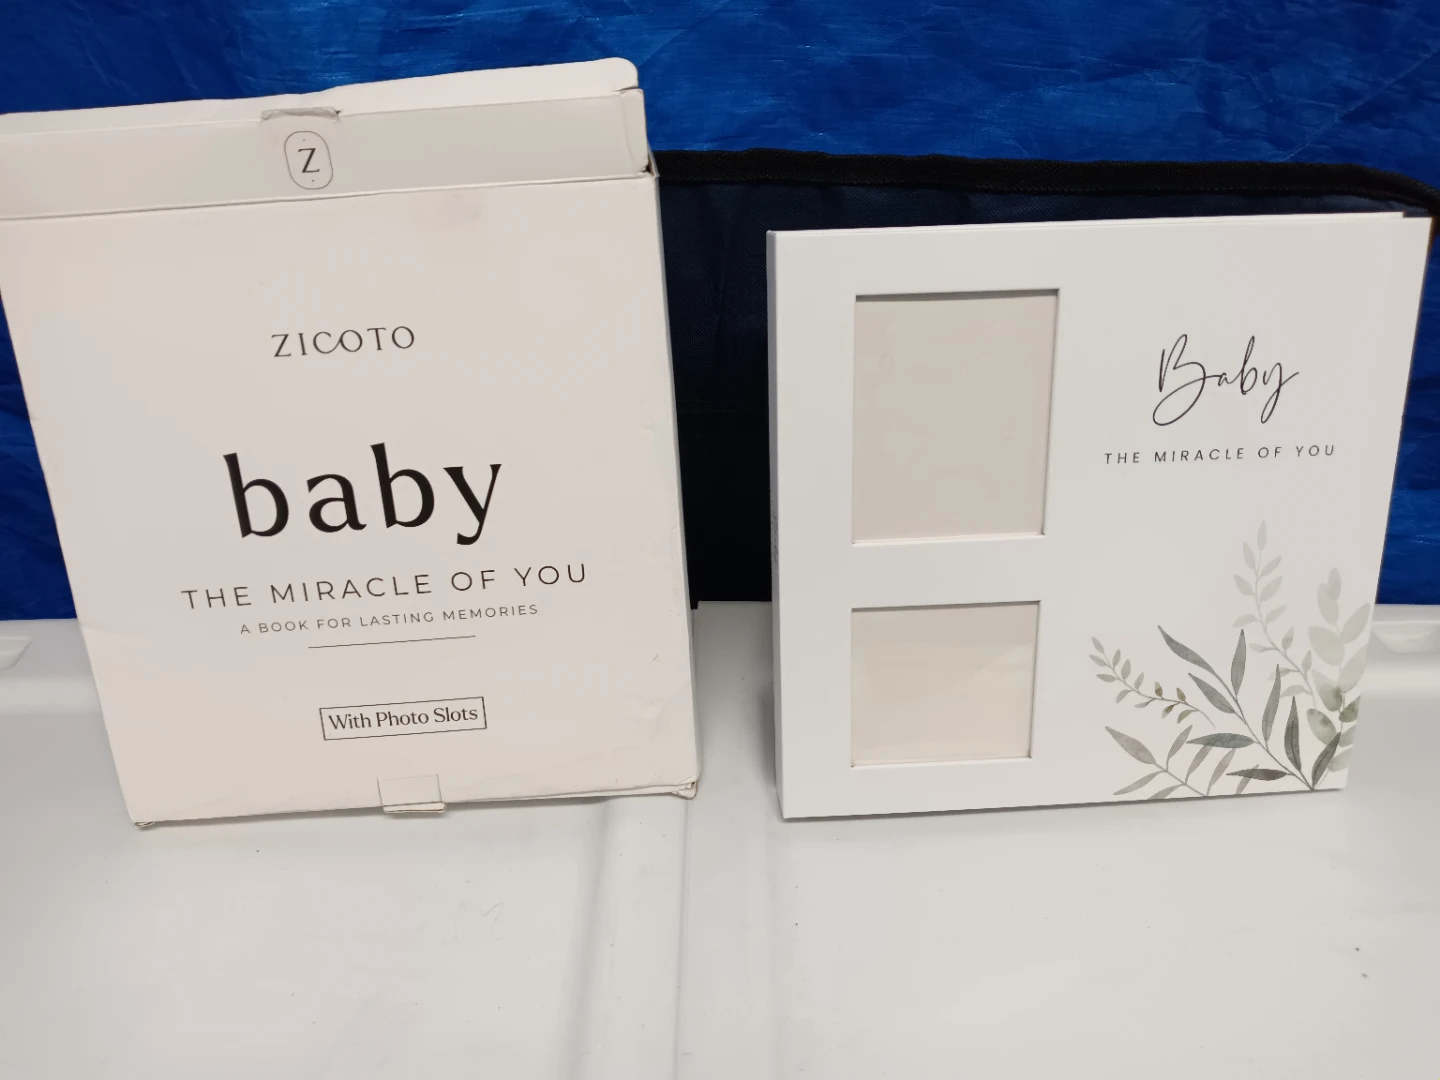 Z
ZICOTO
baby
THE MIRACLE OF YOU
A BOOK FOR LASTING MEMORIES
With Photo Slots
Baby
THE MIRACLE OF YOU